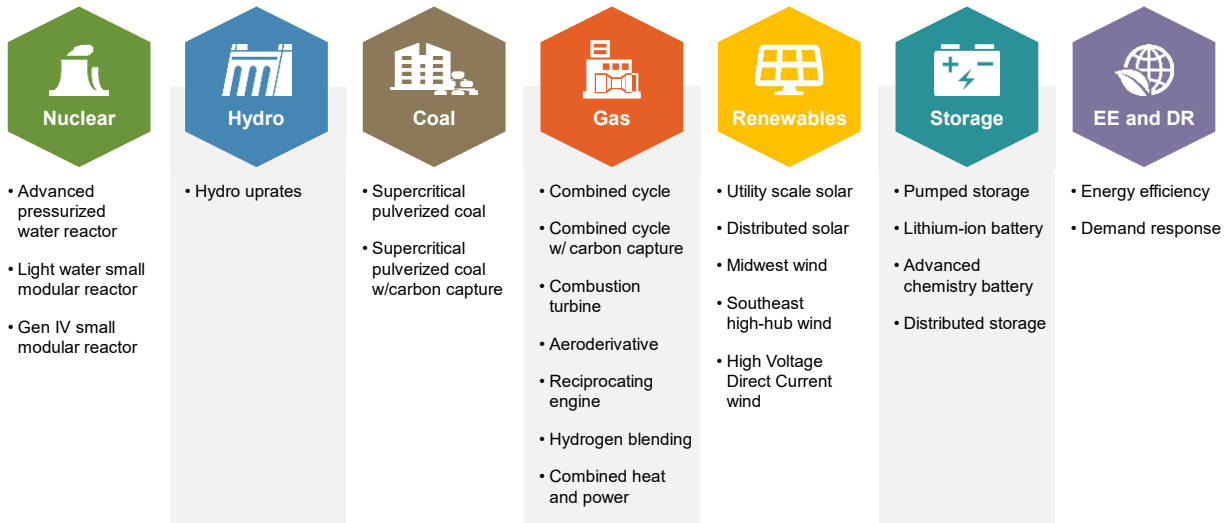 Nuclear
• Advanced
pressurized
water reactor
• Light water small
modular reactor
• Gen IV small
modular reactor
Hydro
• Hydro uprates
Coal
• Supercritical
pulverized coal
• Supercritical
pulverized coal
w/carbon capture
Gas
• Combined cycle
• Combined cycle
w/ carbon capture
• Combustion
turbine
• Aeroderivative
• Reciprocating
engine
• Hydrogen blending
• Combined heat
and power
Renewables
• Utility scale solar
• Distributed solar
• Midwest wind
• Southeast
high-hub wind
• High Voltage
Direct Current
wind
Storage
• Pumped storage
• Lithium-ion battery
• Advanced
chemistry battery
• Distributed storage
EE and DR
• Energy efficiency
• Demand response